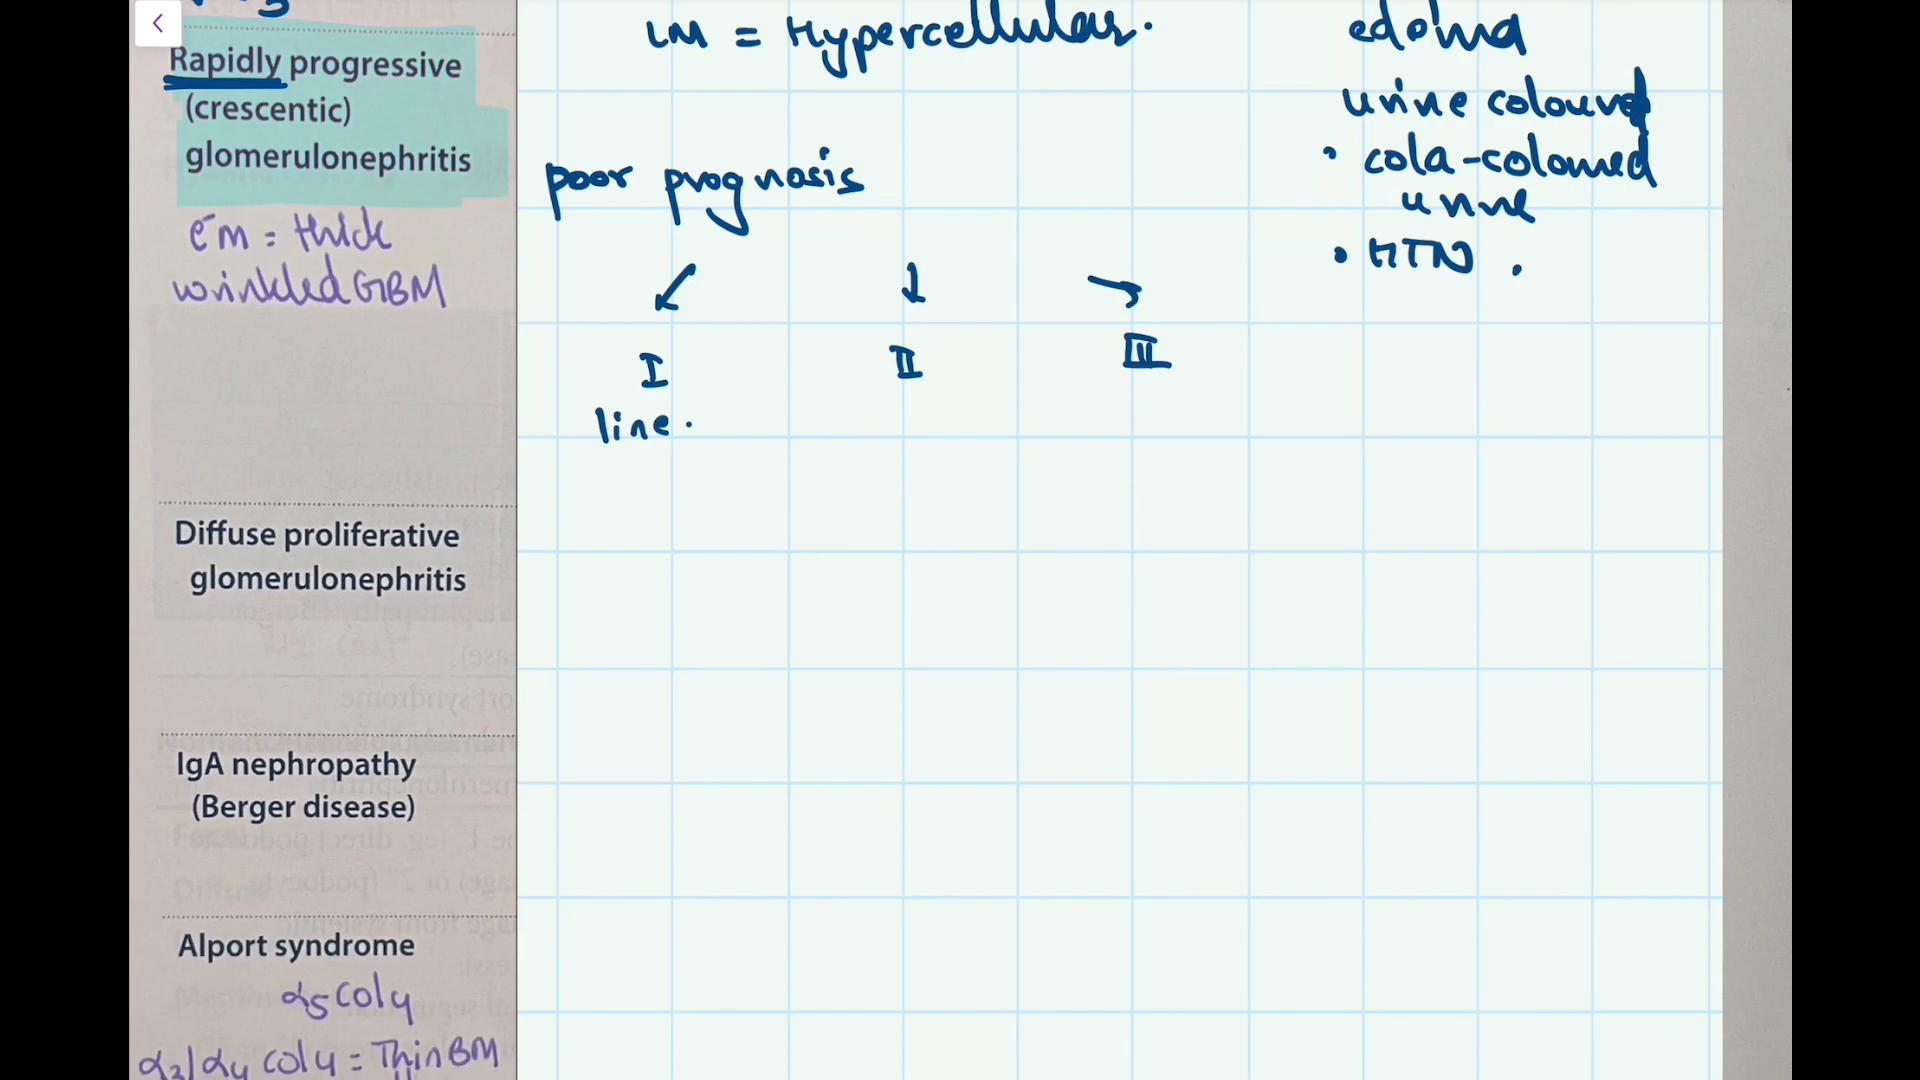 Rapidly progressive
(crescentic)
glomerulonephritis
em = thick
wrinkled GBM
Diffuse proliferative
glomerulonephritis
IgA nephropathy
(Berger disease)
Alport syndrome
α5 col4
α3/α4 col4 = Thin BM
LM = Hypercellular.
poor prognosis
I
II
III
line.
edema
urine coloured
• cola-coloured
urine
• HTN .